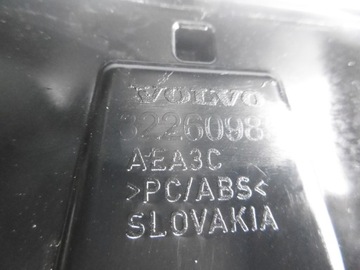 VOLVO
3226098
AEA3C
>PC/ABS<
SLOVAKIA